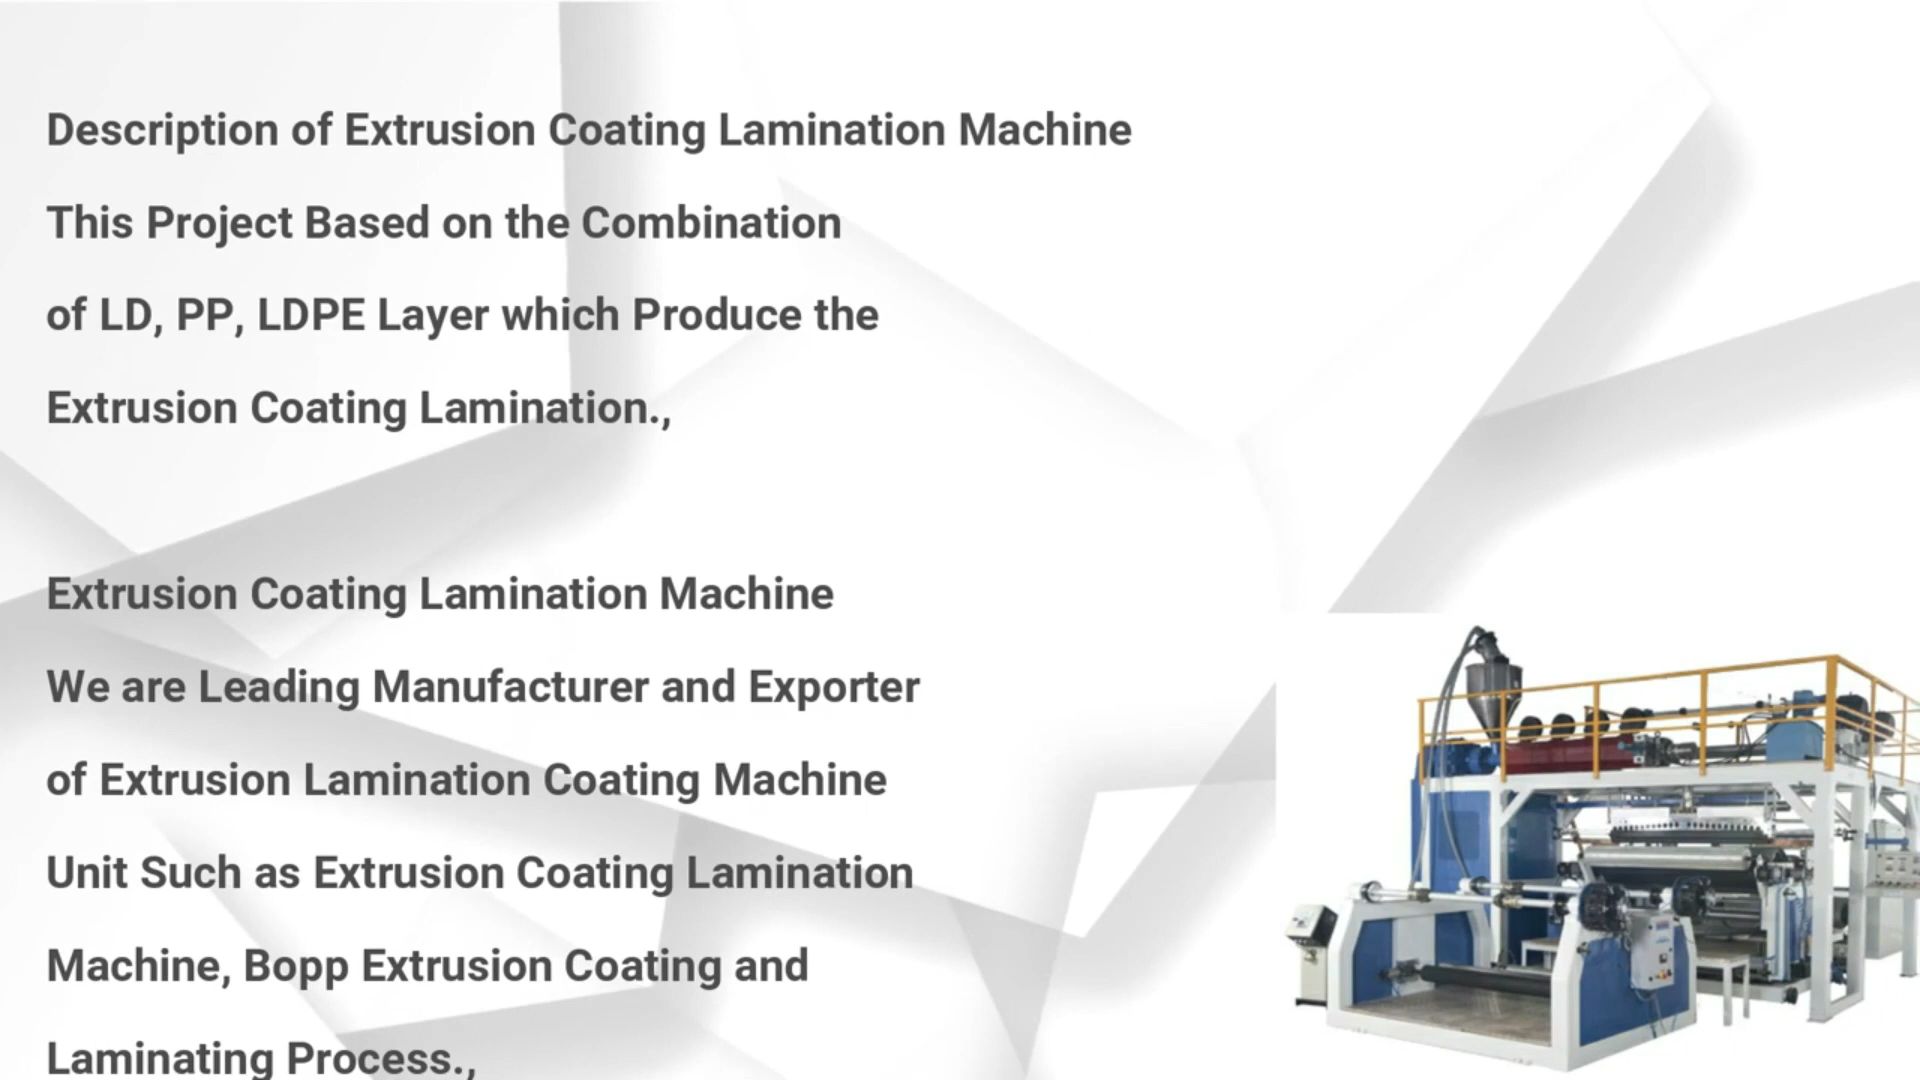 Description of Extrusion Coating Lamination Machine
This Project Based on the Combination
of LD, PP, LDPE Layer which Produce the
Extrusion Coating Lamination.,
Extrusion Coating Lamination Machine
We are Leading Manufacturer and Exporter
of Extrusion Lamination Coating Machine
Unit Such as Extrusion Coating Lamination
Machine, Bopp Extrusion Coating and
Laminating Process.,